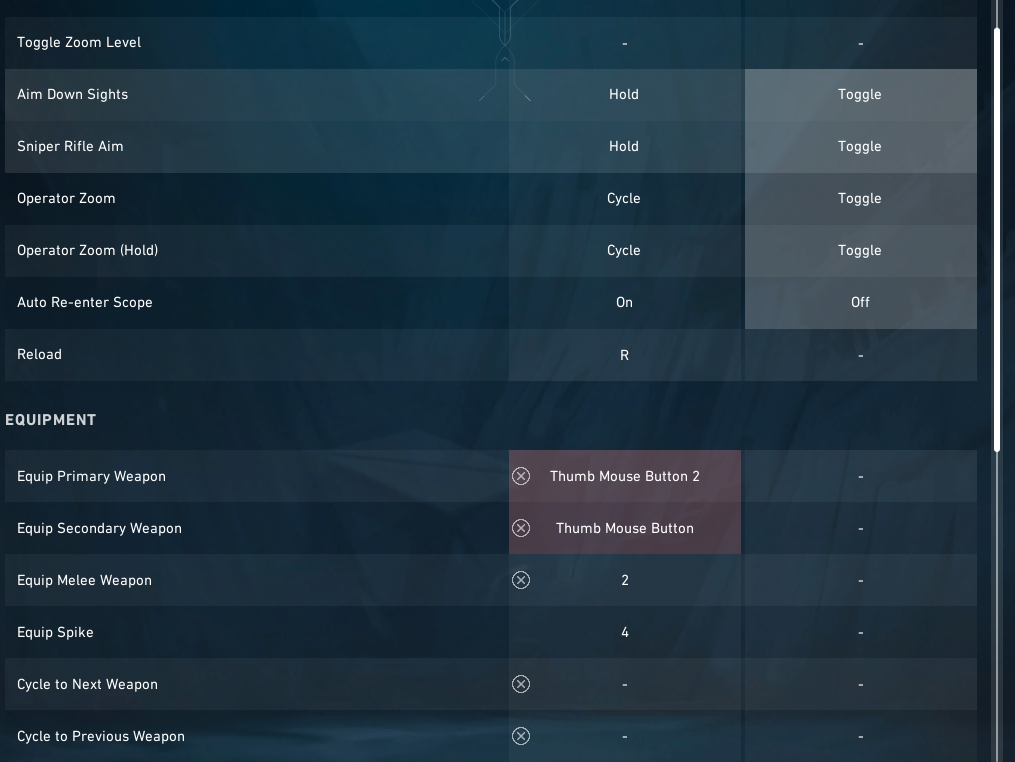 Toggle Zoom Level - -
Aim Down Sights Hold Toggle
Sniper Rifle Aim Hold Toggle
Operator Zoom Cycle Toggle
Operator Zoom (Hold) Cycle Toggle
Auto Re-enter Scope On Off
Reload R -
EQUIPMENT
Equip Primary Weapon Thumb Mouse Button 2 -
Equip Secondary Weapon Thumb Mouse Button -
Equip Melee Weapon 2 -
Equip Spike 4 -
Cycle to Next Weapon - -
Cycle to Previous Weapon - -